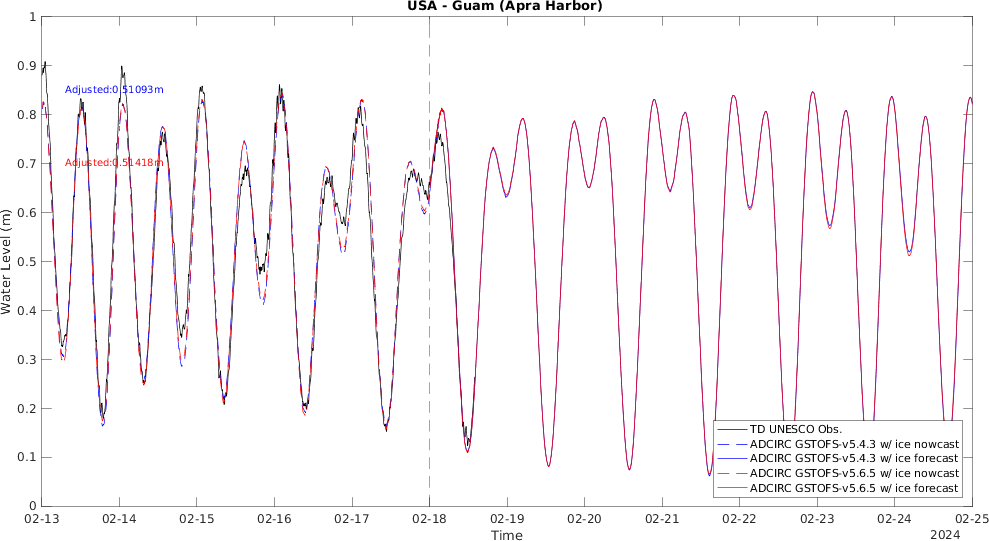 USA - Guam (Apra Harbor)
1
0.9
0.8
0.7
0.6
0.5
0.4
0.3
0.2
0.1
0
Water Level (m)
Adjusted:0.51093m
Adjusted:0.51418m
TD UNESCO Obs.
ADCIRC GSTOFS-v5.4.3 w/ ice nowcast
ADCIRC GSTOFS-v5.4.3 w/ ice forecast
ADCIRC GSTOFS-v5.6.5 w/ ice nowcast
ADCIRC GSTOFS-v5.6.5 w/ ice forecast
02-13 02-14 02-15 02-16 02-17 02-18 02-19 02-20 02-21 02-22 02-23 02-24 02-25
Time
2024